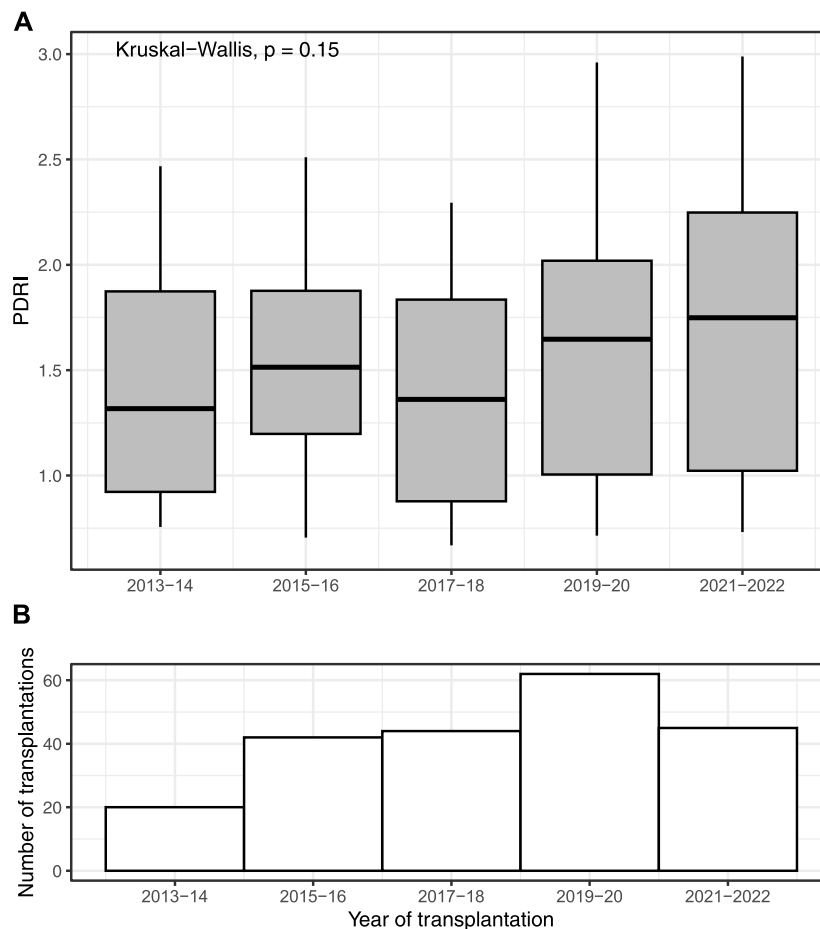 A
Kruskal−Wallis, p = 0.15
3.0
2.5
2.0
1.5
1.0
PDRI
2013−14 2015−16 2017−18 2019−20 2021−2022
B
60
40
20
0
Number of transplantations
2013−14 2015−16 2017−18 2019−20 2021−2022
Year of transplantation